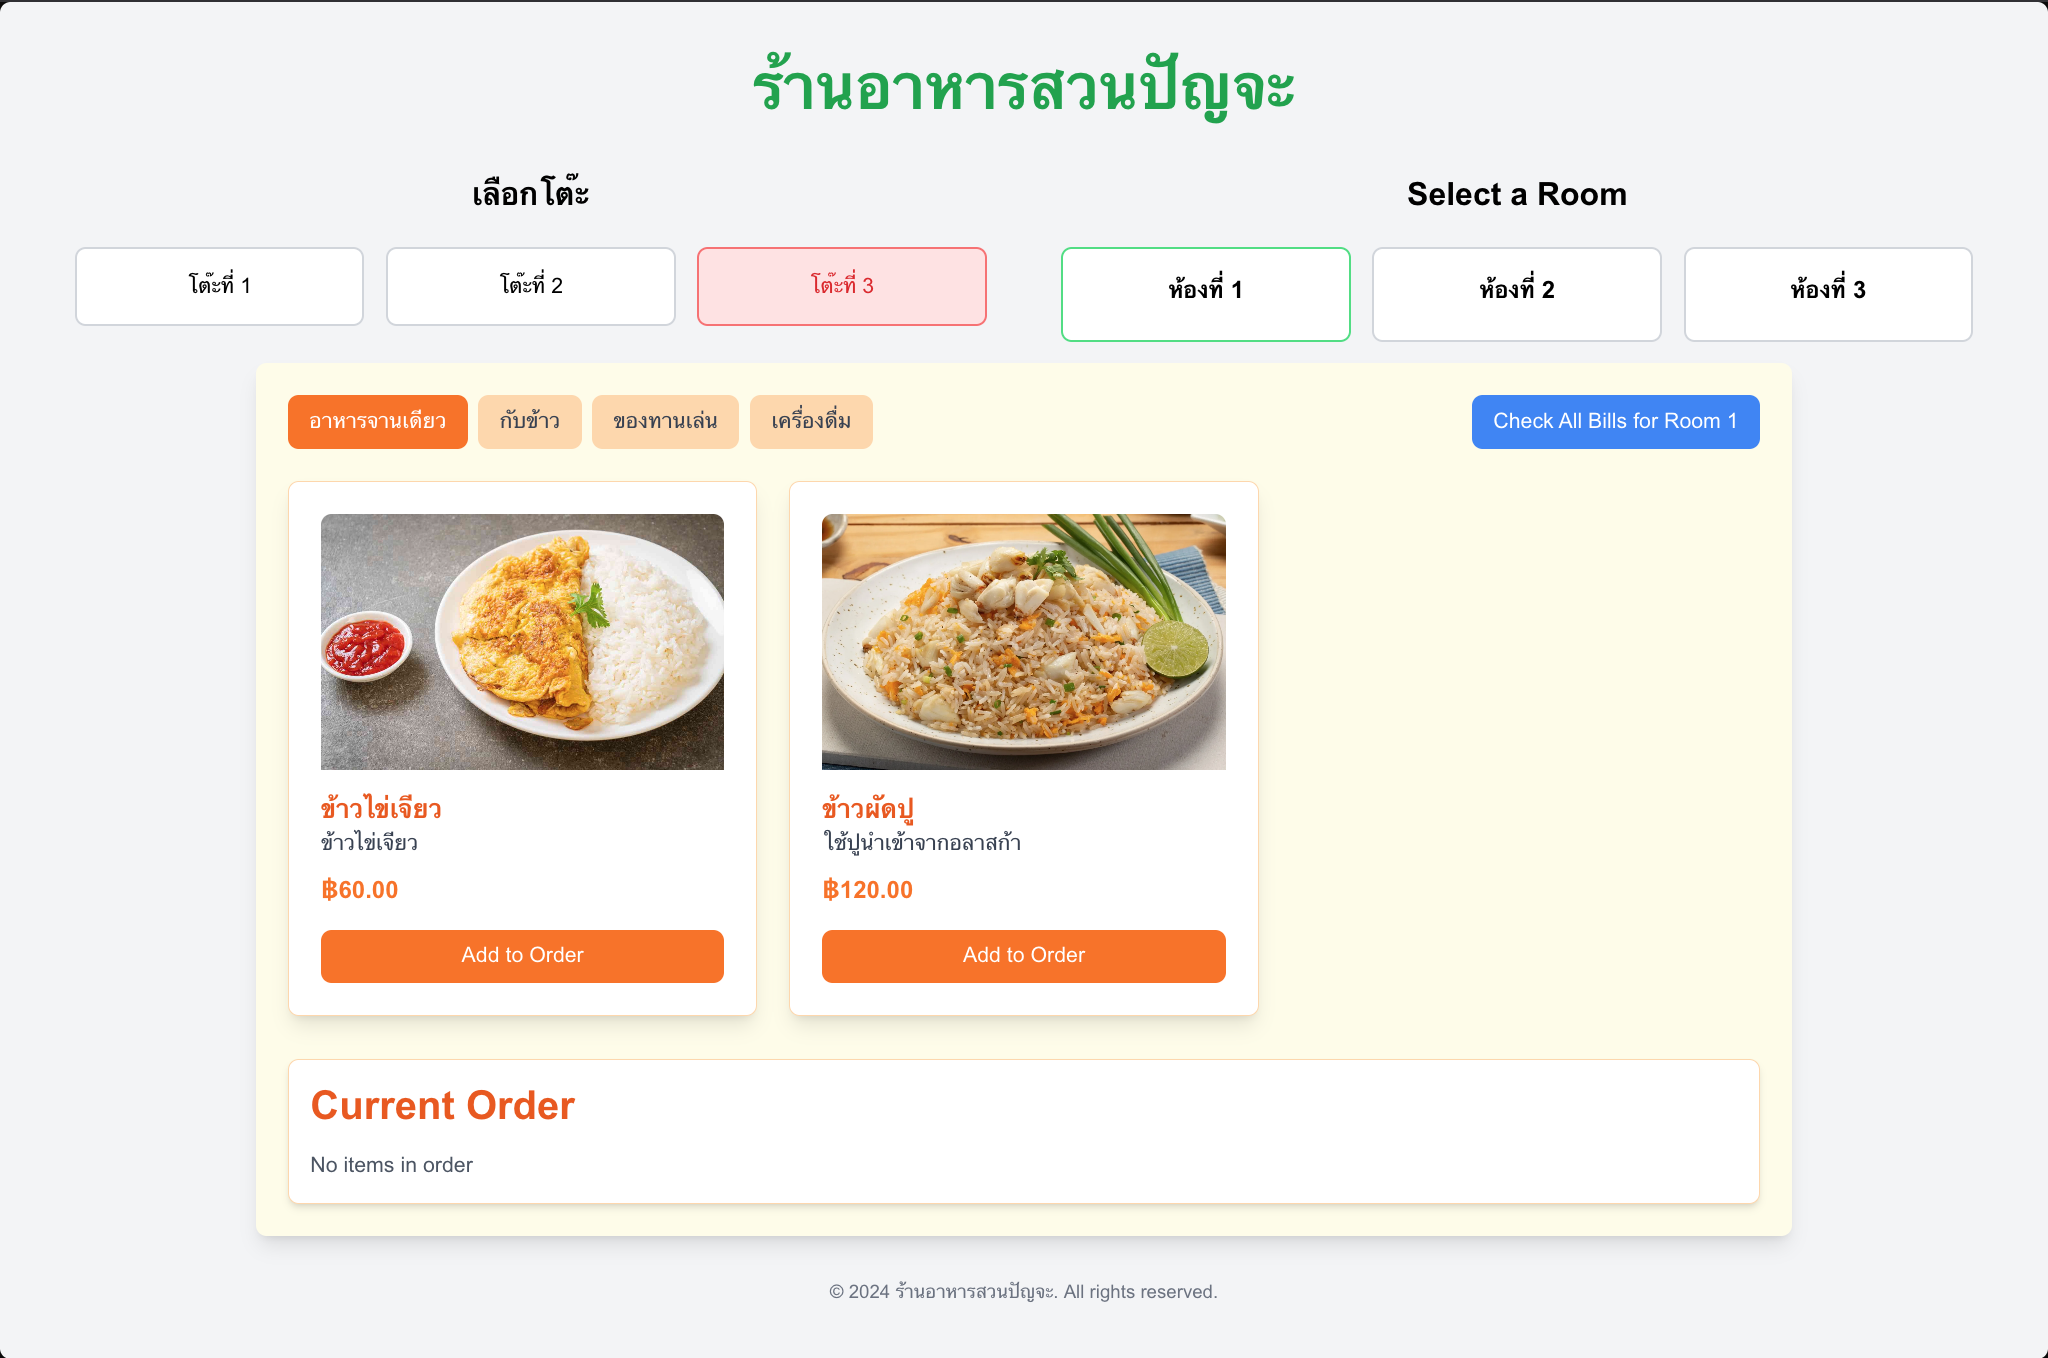 ร้านอาหารสวนปัญจะ
เลือกโต๊ะ
โต๊ะที่ 1
โต๊ะที่ 2
โต๊ะที่ 3
Select a Room
ห้องที่ 1
ห้องที่ 2
ห้องที่ 3
อาหารจานเดียว
กับข้าว
ของทานเล่น
เครื่องดื่ม
Check All Bills for Room 1
ข้าวไข่เจียว
ข้าวไข่เจียว
฿60.00
Add to Order
ข้าวผัดปู
ใช้ปูนำเข้าจากอลาสก้า
฿120.00
Add to Order
Current Order
No items in order
© 2024 ร้านอาหารสวนปัญจะ. All rights reserved.